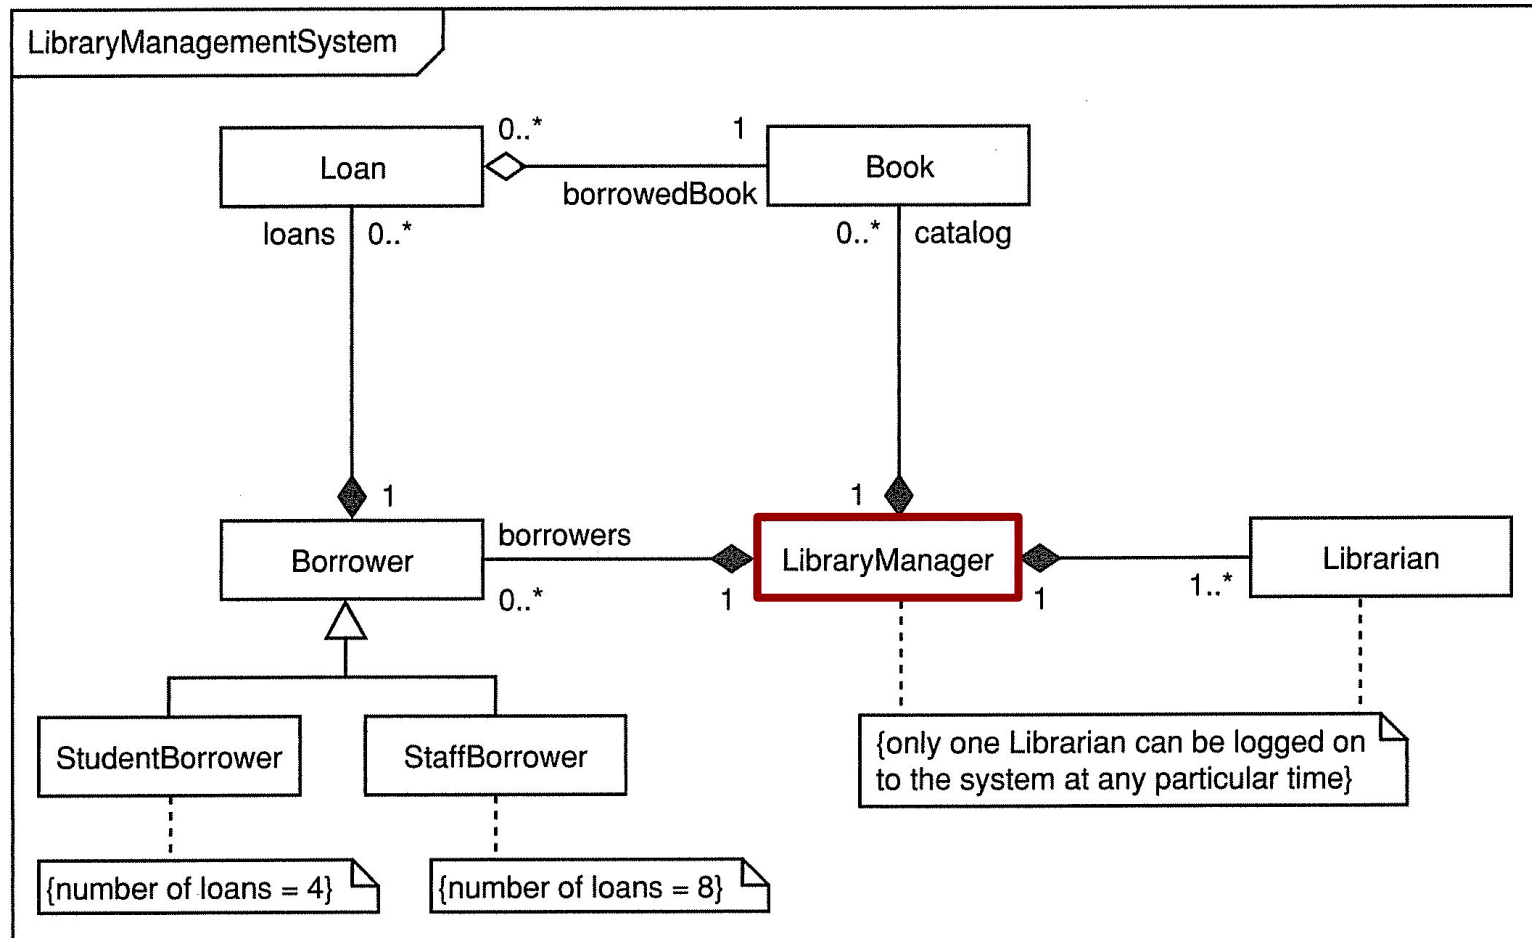 LibraryManagementSystem
0..*
1
Loan
Book
borrowedBook
loans
0..*
0..*
catalog
1
1
borrowers
Borrower
LibraryManager
Librarian
0..*
1
1
1..*
StudentBorrower
StaffBorrower
{only one Librarian can be logged on
to the system at any particular time}
{number of loans = 4}
{number of loans = 8}